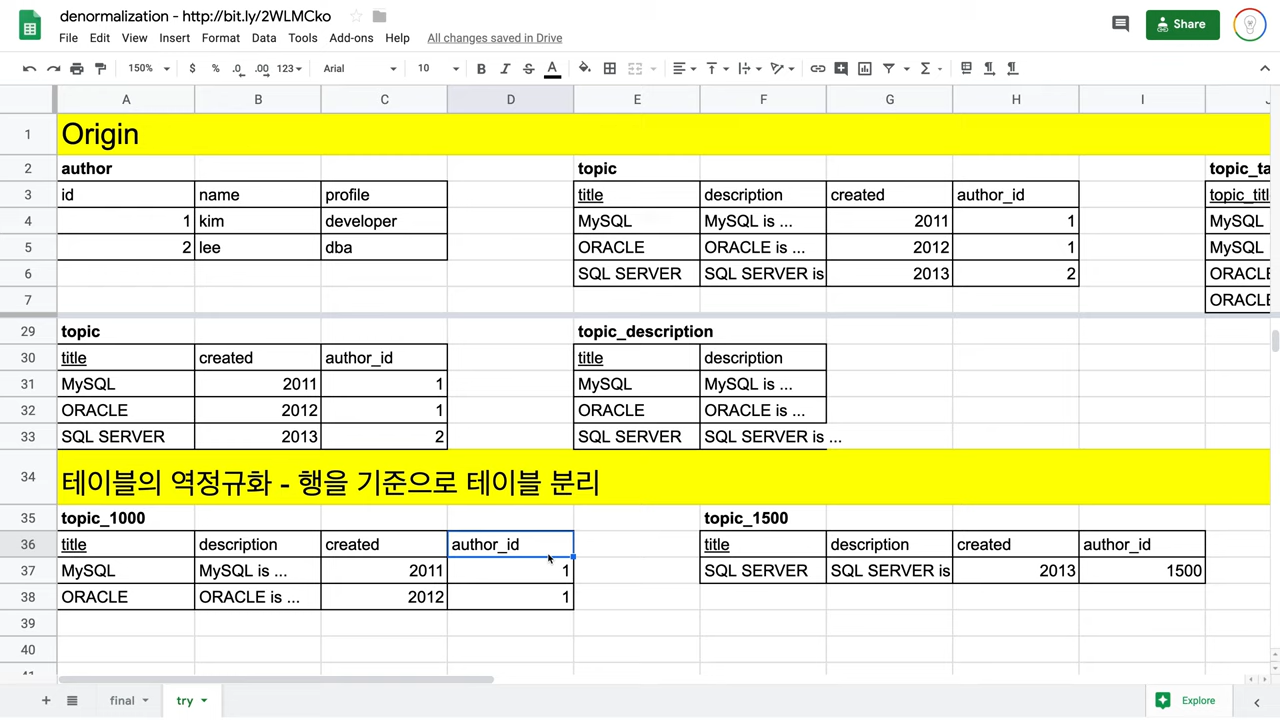 denormalization - http://bit.ly/2WLMCko
File Edit View Insert Format Data Tools Add-ons Help All changes saved in Drive
Share
150% $ % .0 .00 123 Arial 10 B I S A
A B C D E F G H I
1 Origin
2 author topic topic_ta
3 id name profile title description created author_id topic_titl
4 1 kim developer MySQL MySQL is ... 2011 1 MySQL
5 2 lee dba ORACLE ORACLE is ... 2012 1 MySQL
6 SQL SERVER SQL SERVER is 2013 2 ORACLE
7 ORACLE
29 topic topic_description
30 title created author_id title description
31 MySQL 2011 1 MySQL MySQL is ...
32 ORACLE 2012 1 ORACLE ORACLE is ...
33 SQL SERVER 2013 2 SQL SERVER SQL SERVER is ...
34 테이블의 역정규화 - 행을 기준으로 테이블 분리
35 topic_1000 topic_1500
36 title description created author_id title description created author_id
37 MySQL MySQL is ... 2011 1 SQL SERVER SQL SERVER is 2013 1500
38 ORACLE ORACLE is ... 2012 1
39
40
final try Explore